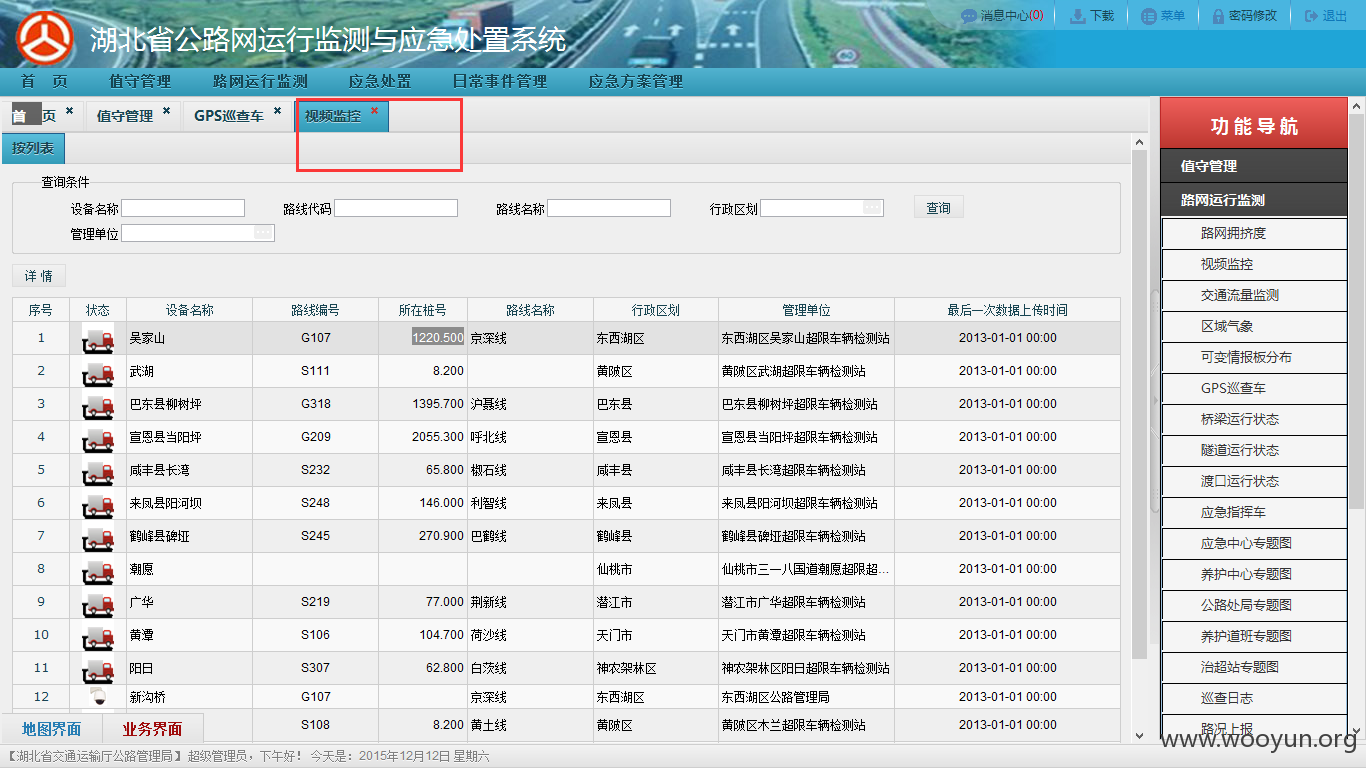 消息中心(0) 下载 菜单 密码修改 退出
湖北省公路网运行监测与应急处置系统
首 页 值守管理 路网运行监测 应急处置 日常事件管理 应急方案管理
首 页 × 值守管理 × GPS巡查车 × 视频监控 ×
按列表
查询条件
设备名称 路线代码 路线名称 行政区划 ... 查询
管理单位 ...
详 情
序号 状态 设备名称 路线编号 所在桩号 路线名称 行政区划 管理单位 最后一次数据上传时间
1 吴家山 G107 1220.500 京深线 东西湖区 东西湖区吴家山超限车辆检测站 2013-01-01 00:00
2 武湖 S111 8.200 黄陂区 黄陂区武湖超限车辆检测站 2013-01-01 00:00
3 巴东县柳树坪 G318 1395.700 沪聂线 巴东县 巴东县柳树坪超限车辆检测站 2013-01-01 00:00
4 宣恩县当阳坪 G209 2055.300 呼北线 宣恩县 宣恩县当阳坪超限车辆检测站 2013-01-01 00:00
5 咸丰县长湾 S232 65.800 椒石线 咸丰县 咸丰县长湾超限车辆检测站 2013-01-01 00:00
6 来凤县阳河坝 S248 146.000 利智线 来凤县 来凤县阳河坝超限车辆检测站 2013-01-01 00:00
7 鹤峰县碑垭 S245 270.900 巴鹤线 鹤峰县 鹤峰县碑垭超限车辆检测站 2013-01-01 00:00
8 朝愿 仙桃市 仙桃市三一八国道朝愿超限超... 2013-01-01 00:00
9 广华 S219 77.000 荆新线 潜江市 潜江市广华超限车辆检测站 2013-01-01 00:00
10 黄潭 S106 104.700 荷沙线 天门市 天门市黄潭超限车辆检测站 2013-01-01 00:00
11 阳日 S307 62.800 白茨线 神农架林区 神农架林区阳日超限车辆检测站 2013-01-01 00:00
12 新沟桥 G107 京深线 东西湖区 东西湖区公路管理局 2013-01-01 00:00
S108 8.200 黄土线 黄陂区 黄陂区木兰超限车辆检测站 2013-01-01 00:00
地图界面 业务界面
【湖北省交通运输厅公路管理局】超级管理员，下午好！ 今天是：2015年12月12日 星期六
功能导航
值守管理
路网运行监测
路网拥挤度
视频监控
交通流量监测
区域气象
可变情报板分布
GPS巡查车
桥梁运行状态
隧道运行状态
渡口运行状态
应急指挥车
应急中心专题图
养护中心专题图
公路处局专题图
养护道班专题图
治超站专题图
巡查日志
路况上报
www.wooyun.org